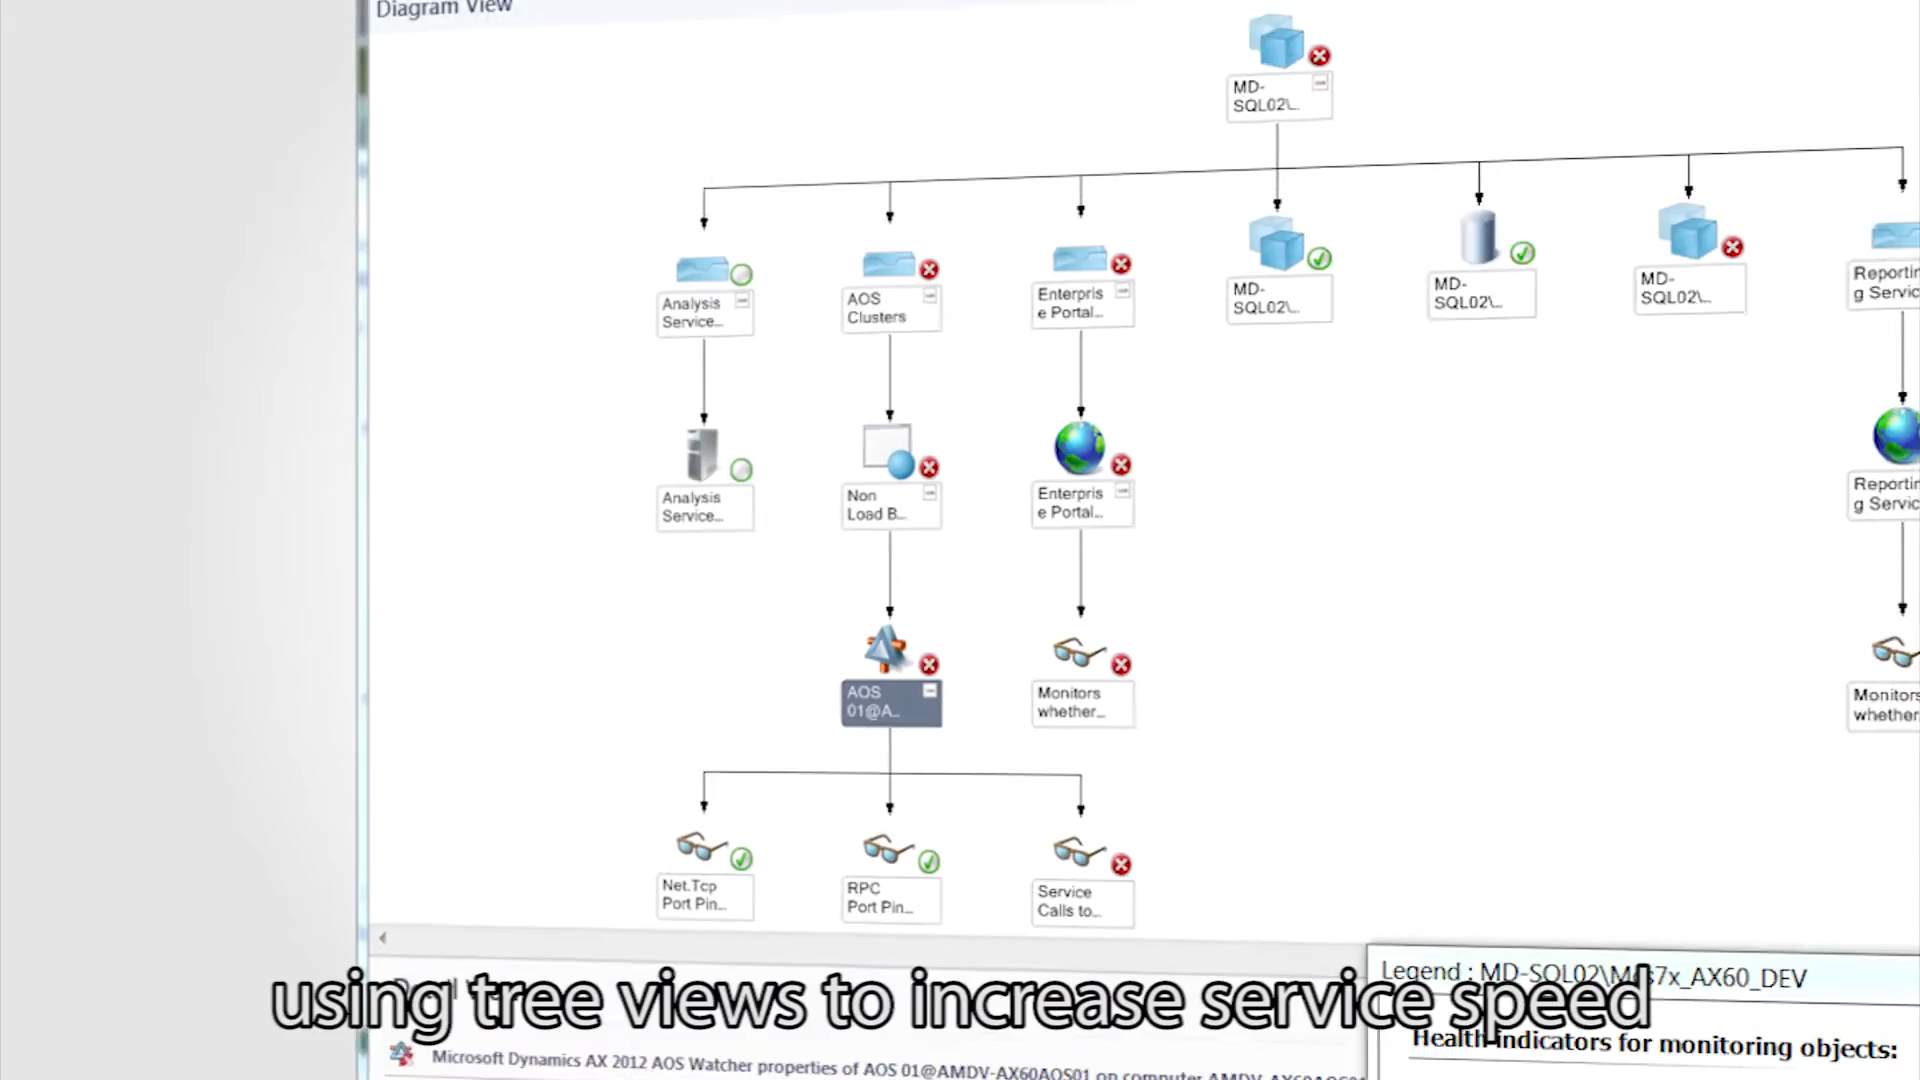 Diagram View
MD-
SQL02\...
Analysis
Service...
AOS
Clusters
Enterpris
e Portal...
MD-
SQL02\...
MD-
SQL02\...
MD-
SQL02\...
Reportin
g Servic
Analysis
Service...
Non
Load B...
Enterpris
e Portal...
Reportin
g Servic
AOS
01@A...
Monitors
whether...
Monitors
whether
Net.Tcp
Port Pin...
RPC
Port Pin...
Service
Calls to...
using tree views to increase service speed
Legend : MD-SQL02\M 7x_AX60_DEV
Health indicators for monitoring objects:
Microsoft Dynamics AX 2012 AOS Watcher properties of AOS 01@AMDV-AX60AOS01 on computer AMDV-AX60AOS01